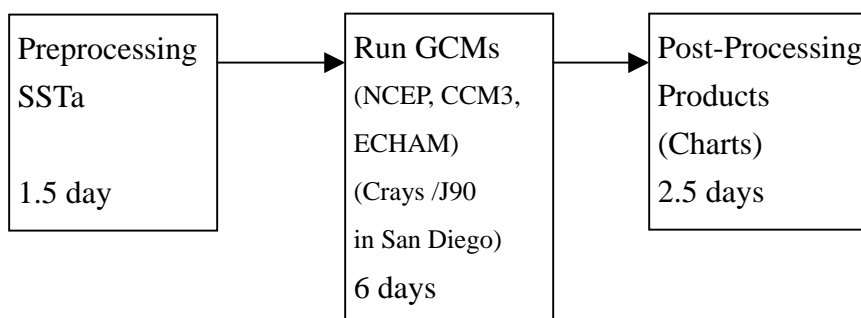 Preprocessing
SSTa
1.5 day
Run GCMs
(NCEP, CCM3,
ECHAM)
(Crays /J90
in San Diego)
6 days
Post-Processing
Products
(Charts)
2.5 days